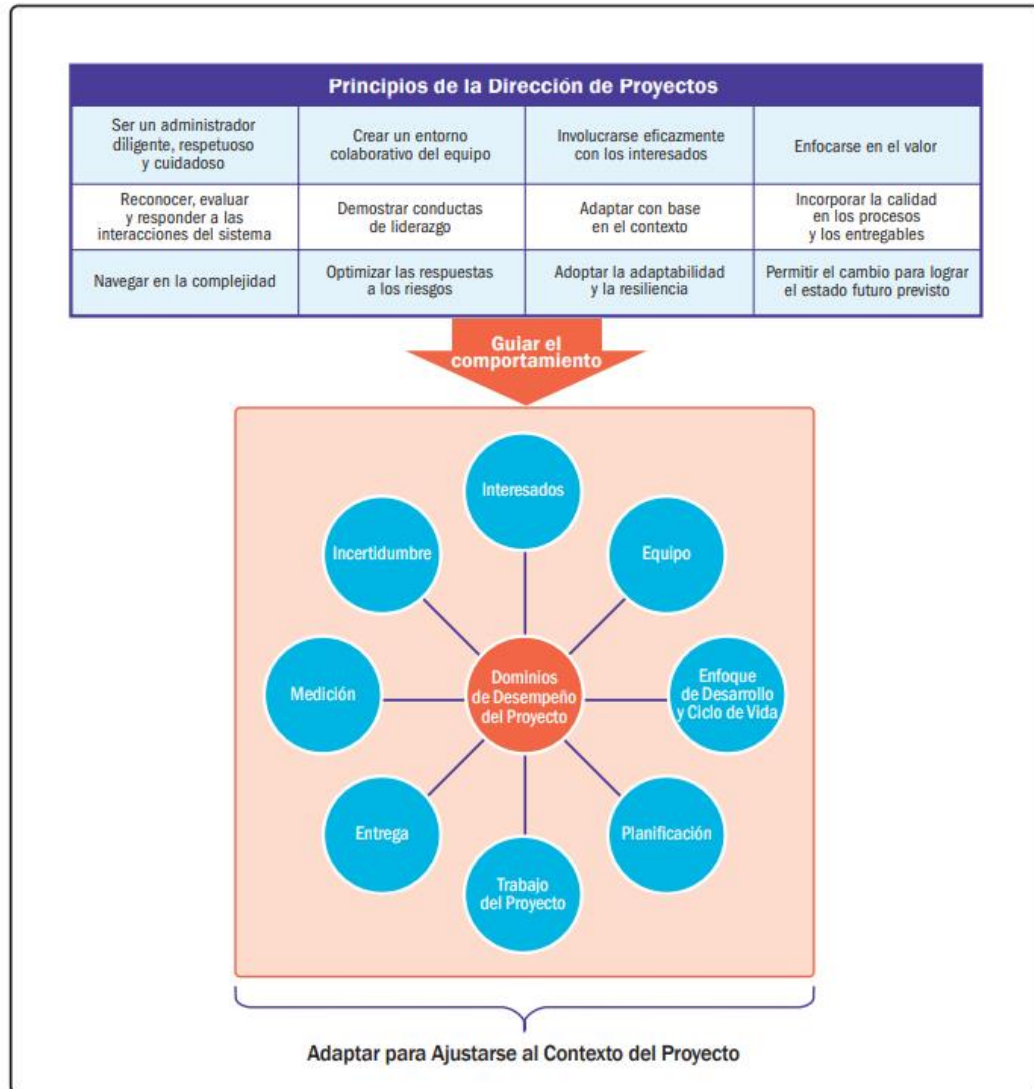 Principios de la Dirección de Proyectos
Ser un administrador
diligente, respetuoso
y cuidadoso
Crear un entorno
colaborativo del equipo
Involucrarse eficazmente
con los interesados
Enfocarse en el valor
Reconocer, evaluar
y responder a las
interacciones del sistema
Demostrar conductas
de liderazgo
Adaptar con base
en el contexto
Incorporar la calidad
en los procesos
y los entregables
Navegar en la complejidad
Optimizar las respuestas
a los riesgos
Adoptar la adaptabilidad
y la resiliencia
Permitir el cambio para lograr
el estado futuro previsto
Guiar el
comportamiento
Interesados
Incertidumbre
Equipo
Medición
Dominios
de Desempeño
del Proyecto
Enfoque
de Desarrollo
y Ciclo de Vida
Entrega
Planificación
Trabajo
del Proyecto
Adaptar para Ajustarse al Contexto del Proyecto